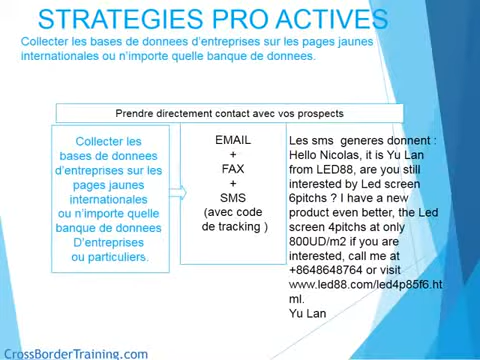 STRATEGIES PRO ACTIVES
Collecter les bases de donnees d'entreprises sur les pages jaunes
internationales ou n'importe quelle banque de donnees.
Prendre directement contact avec vos prospects
Collecter les
bases de donnees
d'entreprises sur les
pages jaunes
internationales
ou n'importe quelle
banque de donnees
D'entreprises
ou particuliers.
EMAIL
+
FAX
+
SMS
(avec code
de tracking )
Les sms generes donnent :
Hello Nicolas, it is Yu Lan
from LED88, are you still
interested by Led screen
6pitchs ? I have a new
product even better, the Led
screen 4pitchs at only
800UD/m2 if you are
interested, call me at
+8648648764 or visit
www.led88.com/led4p85f6.ht
ml.
Yu Lan
CrossBorderTraining.com